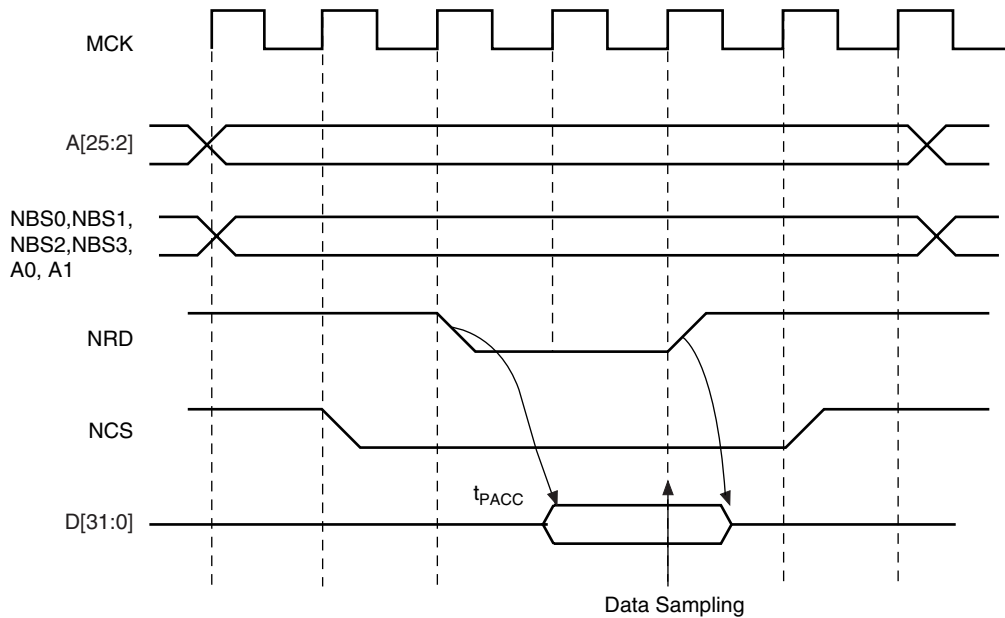 MCK
A[25:2]
NBS0,NBS1,
NBS2,NBS3,
A0, A1
NRD
NCS
tPACC
D[31:0]
Data Sampling